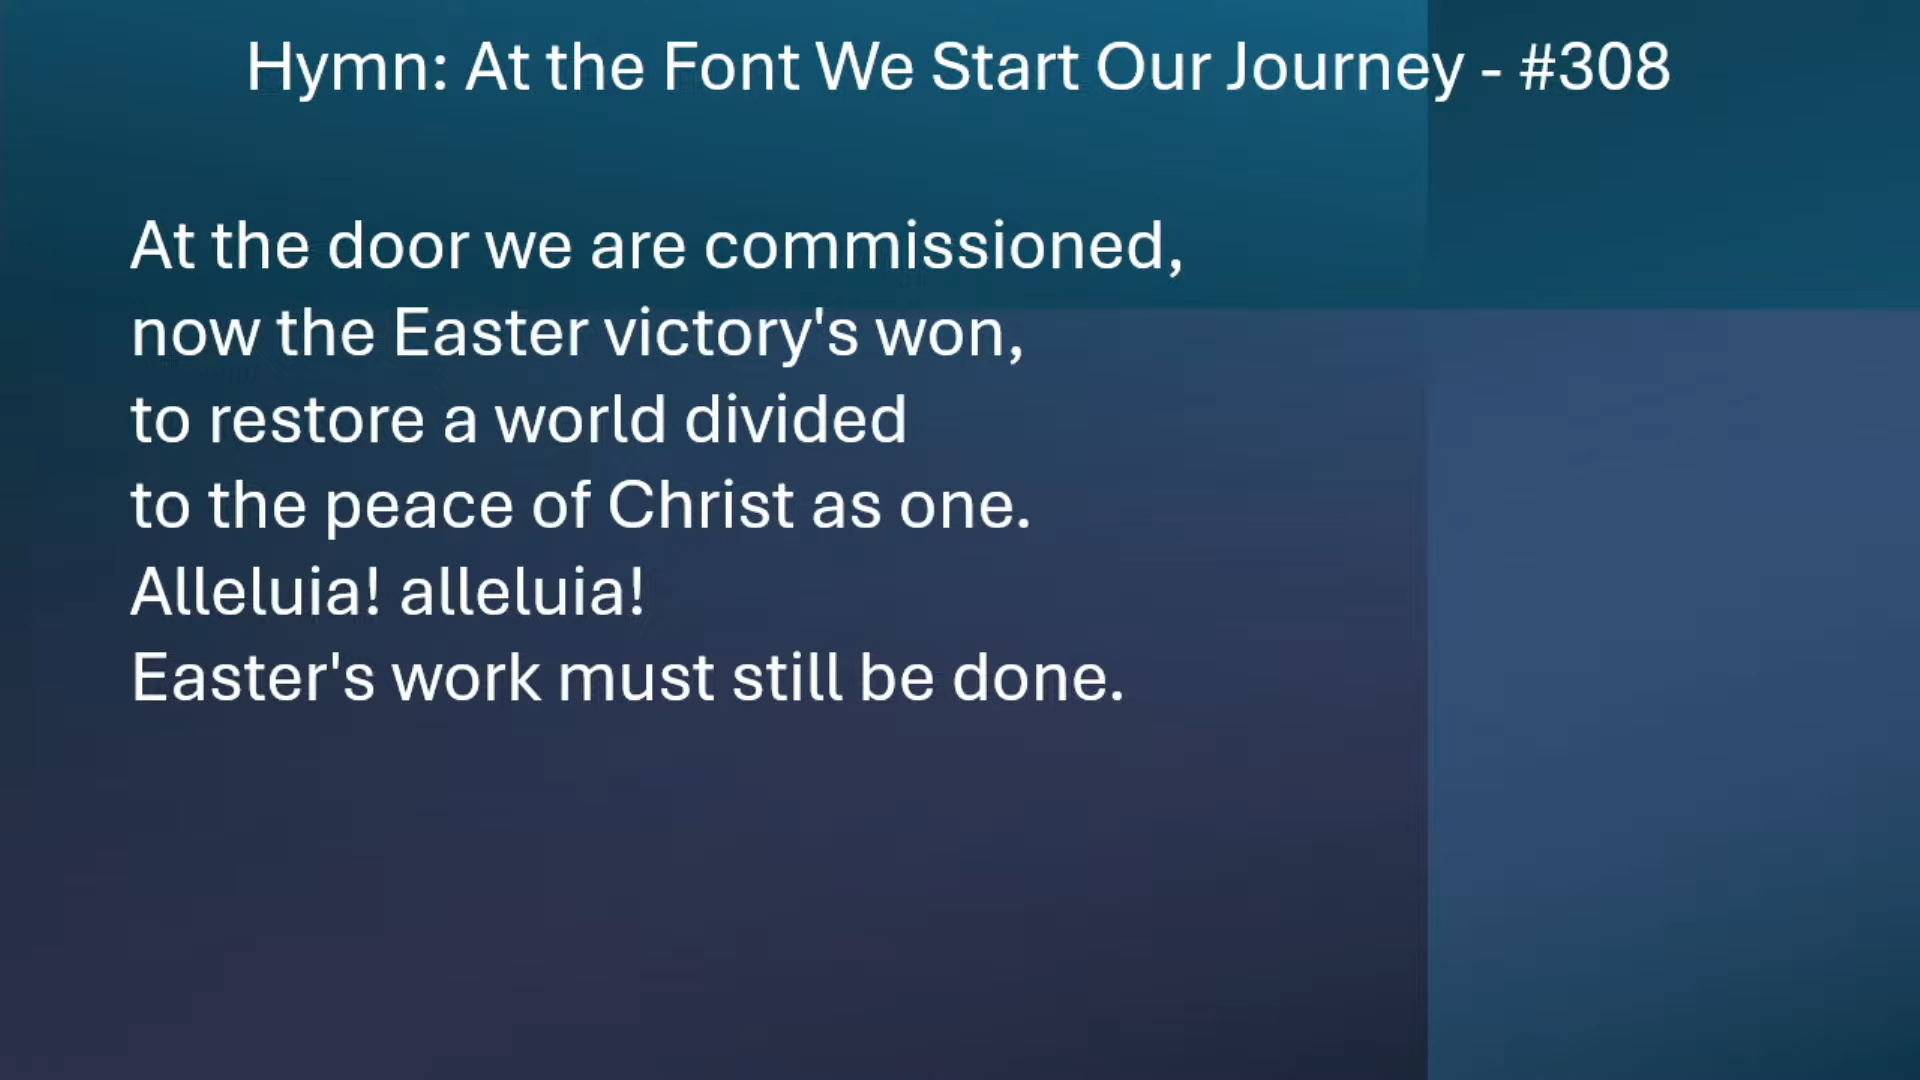 Hymn: At the Font We Start Our Journey - #308
At the door we are commissioned,
now the Easter victory's won,
to restore a world divided
to the peace of Christ as one.
Alleluia! alleluia!
Easter's work must still be done.